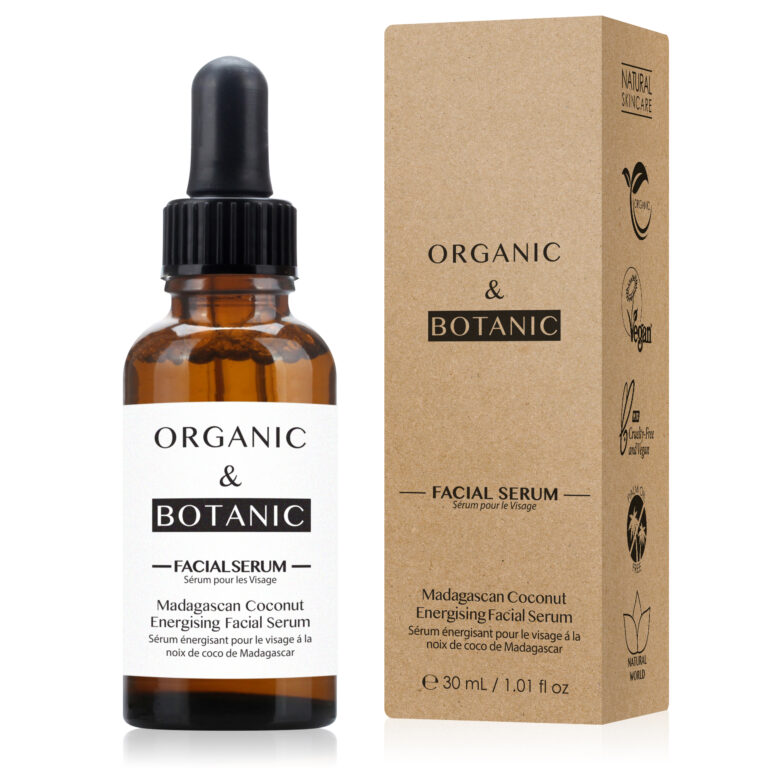 ORGANIC
&
BOTANIC
FACIAL SERUM
Sérum pour les Visage
Madagascan Coconut
Energising Facial Serum
Sérum énergisant pour le visage á la
noix de coco de Madagascar
ORGANIC
&
BOTANIC
FACIAL SERUM
Sérum pour le Visage
Madagascan Coconut
Energising Facial Serum
Sérum énergisant pour le visage á la
noix de coco de Madagascar
℮ 30 mL / 1.01 fl oz
NATURAL
SKINCARE
ORGANIC
Vegan
Cruelty-Free
and Vegan
PALM OIL
FREE
NATURAL
WORLD